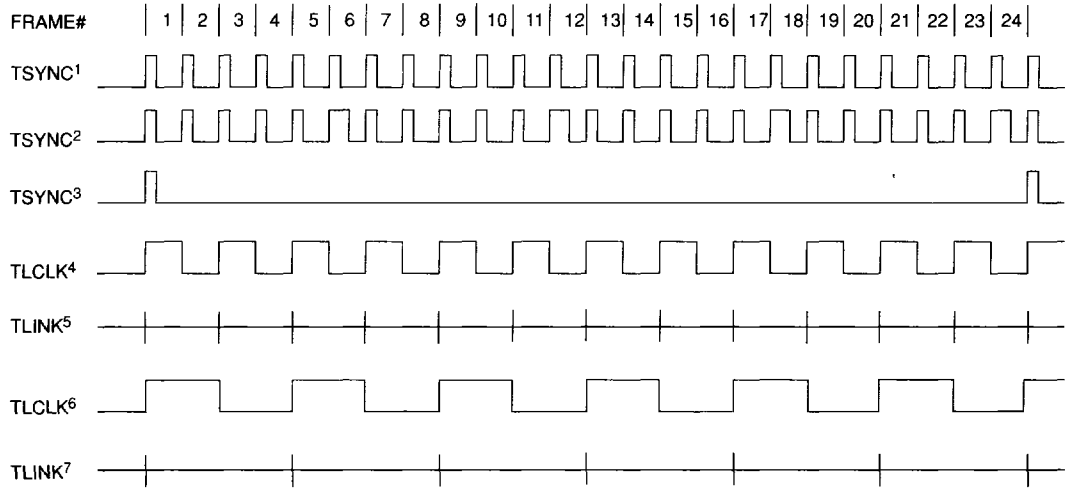 FRAME# 1 2 3 4 5 6 7 8 9 10 11 12 13 14 15 16 17 18 19 20 21 22 23 24
TSYNC¹
TSYNC²
TSYNC³
TLCLK⁴
TLINK⁵
TLCLK⁶
TLINK⁷